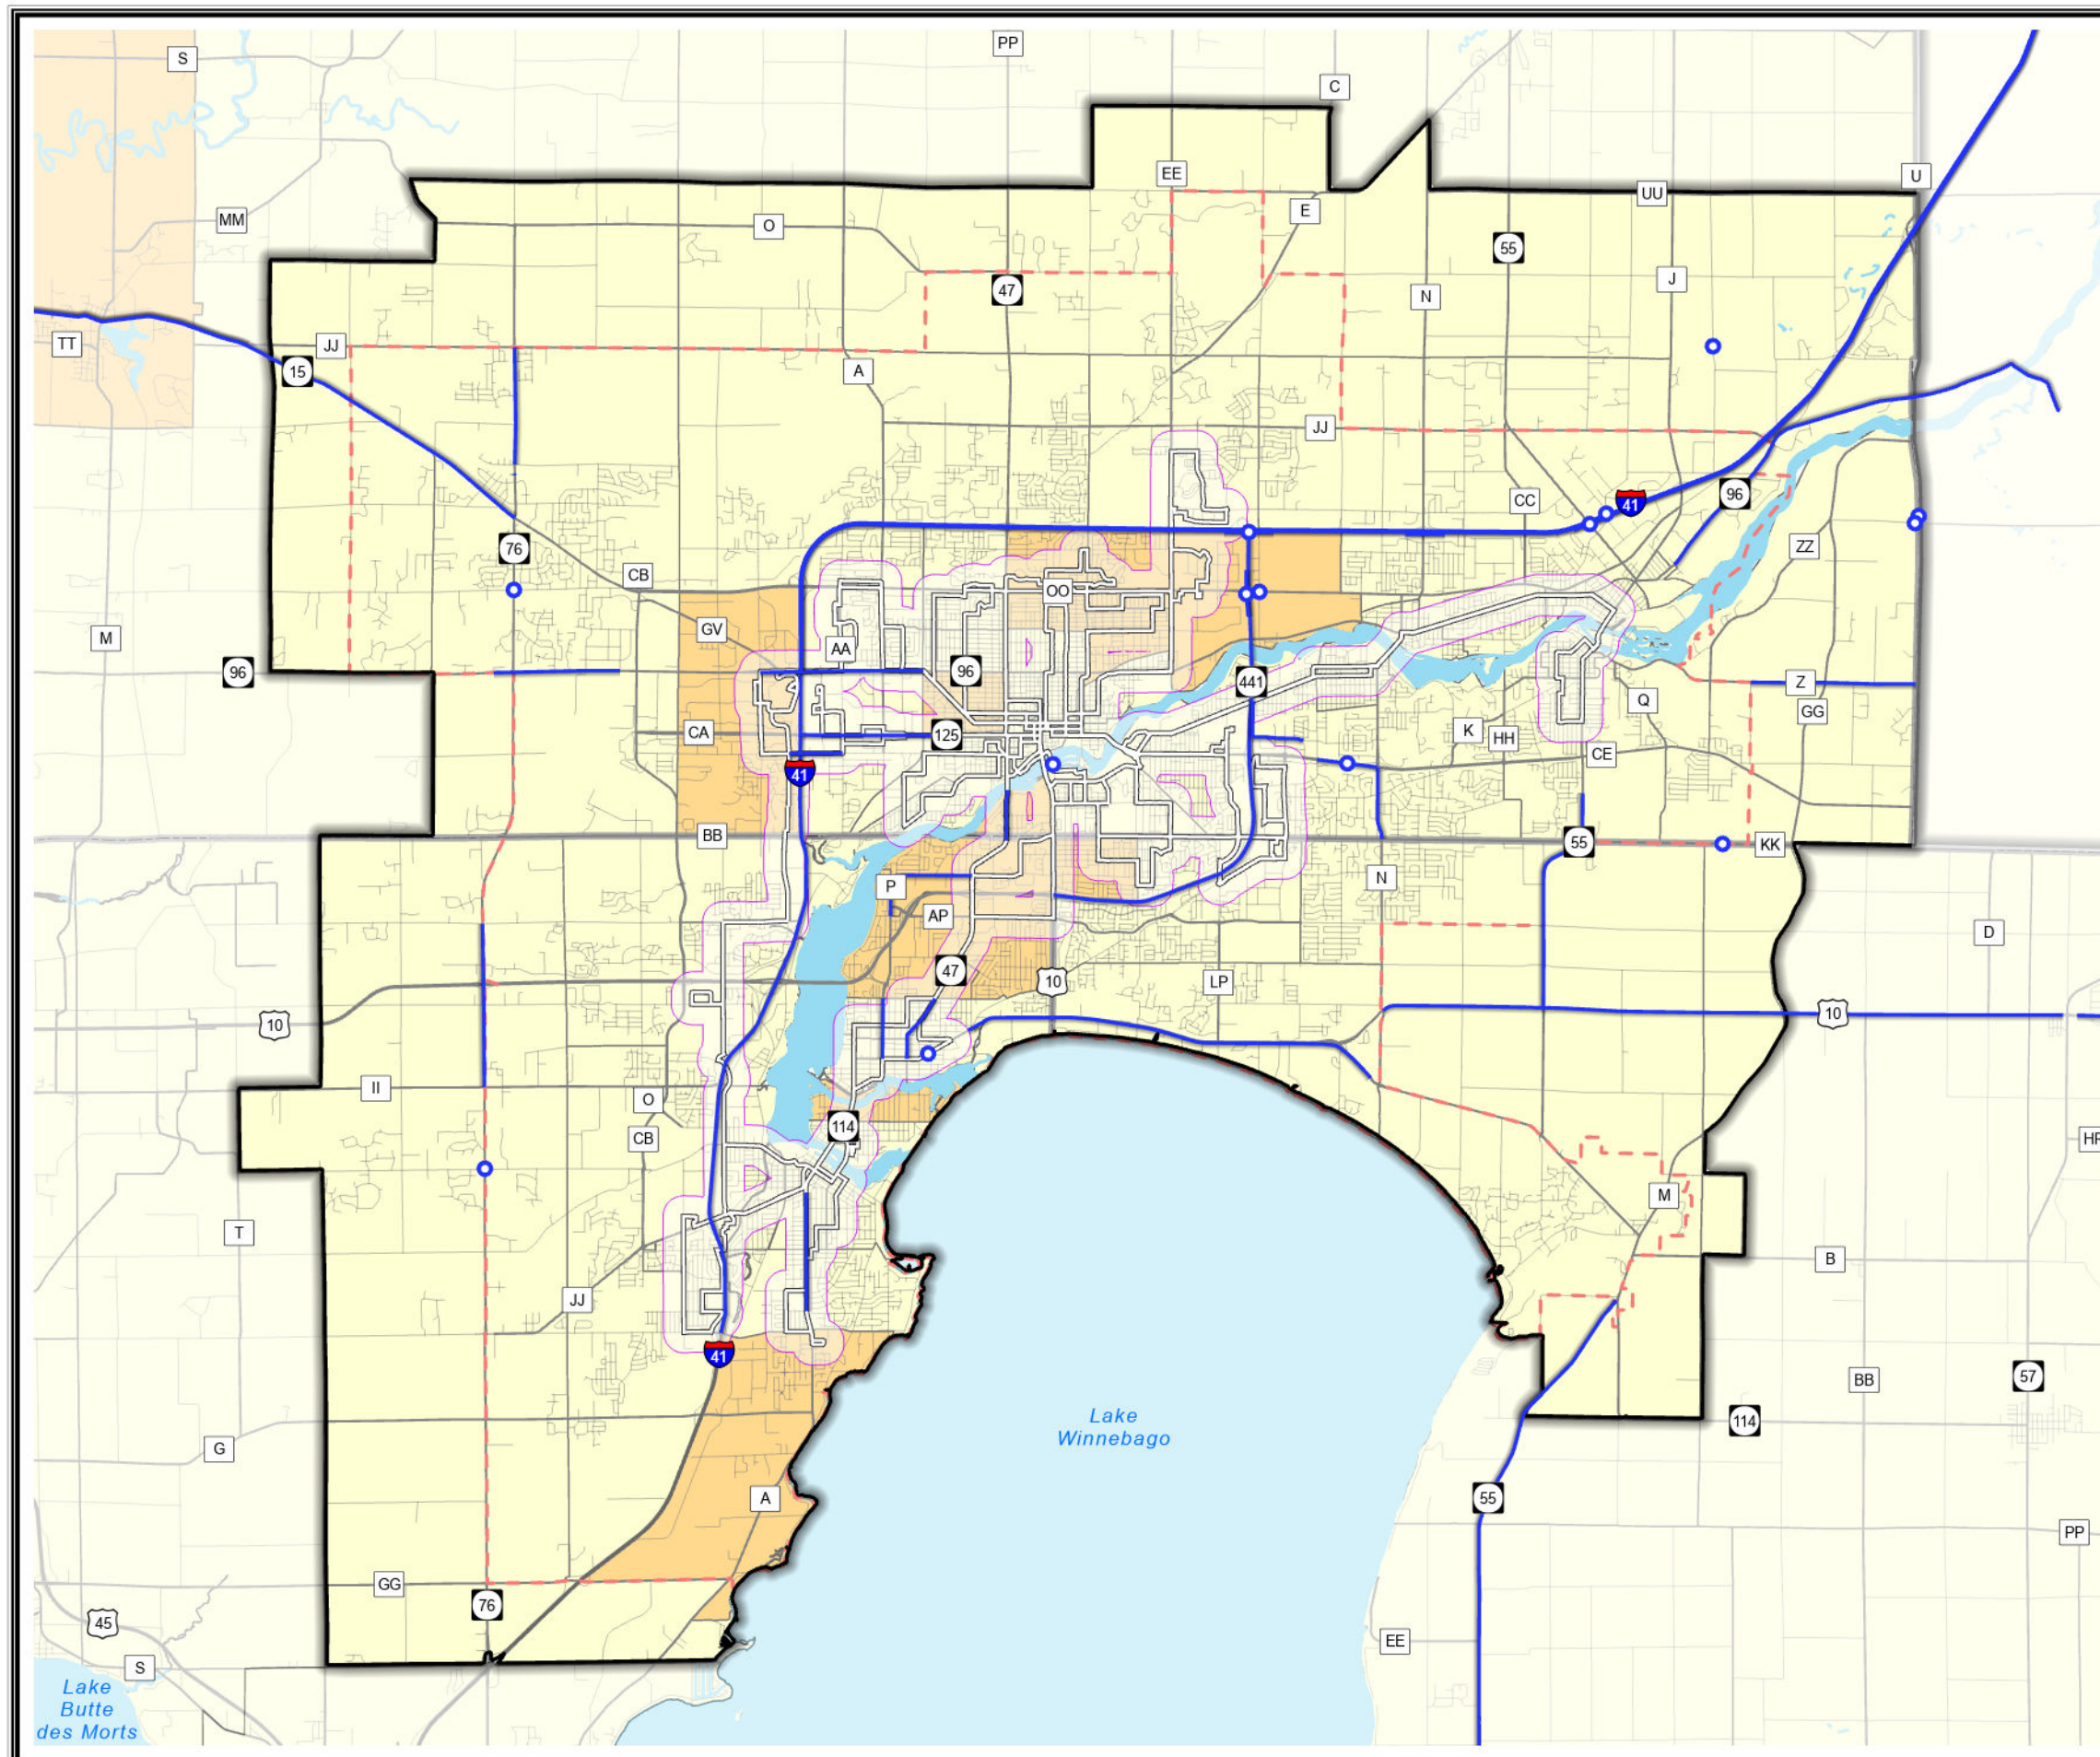 S
PP
C
EE
U
UU
MM
O
E
55
47
N
J
TT
JJ
15
A
JJ
CC
41
96
76
ZZ
CB
OO
GV
M
AA
96
96
441
Z
Q
GG
CA
125
K
HH
CE
41
BB
55
KK
P
N
AP
D
47
10
LP
10
10
II
O
114
CB
HR
M
T
B
JJ
41
57
BB
Lake
Winnebago
114
G
A
55
PP
GG
76
45
EE
S
Lake
Butte
des Morts